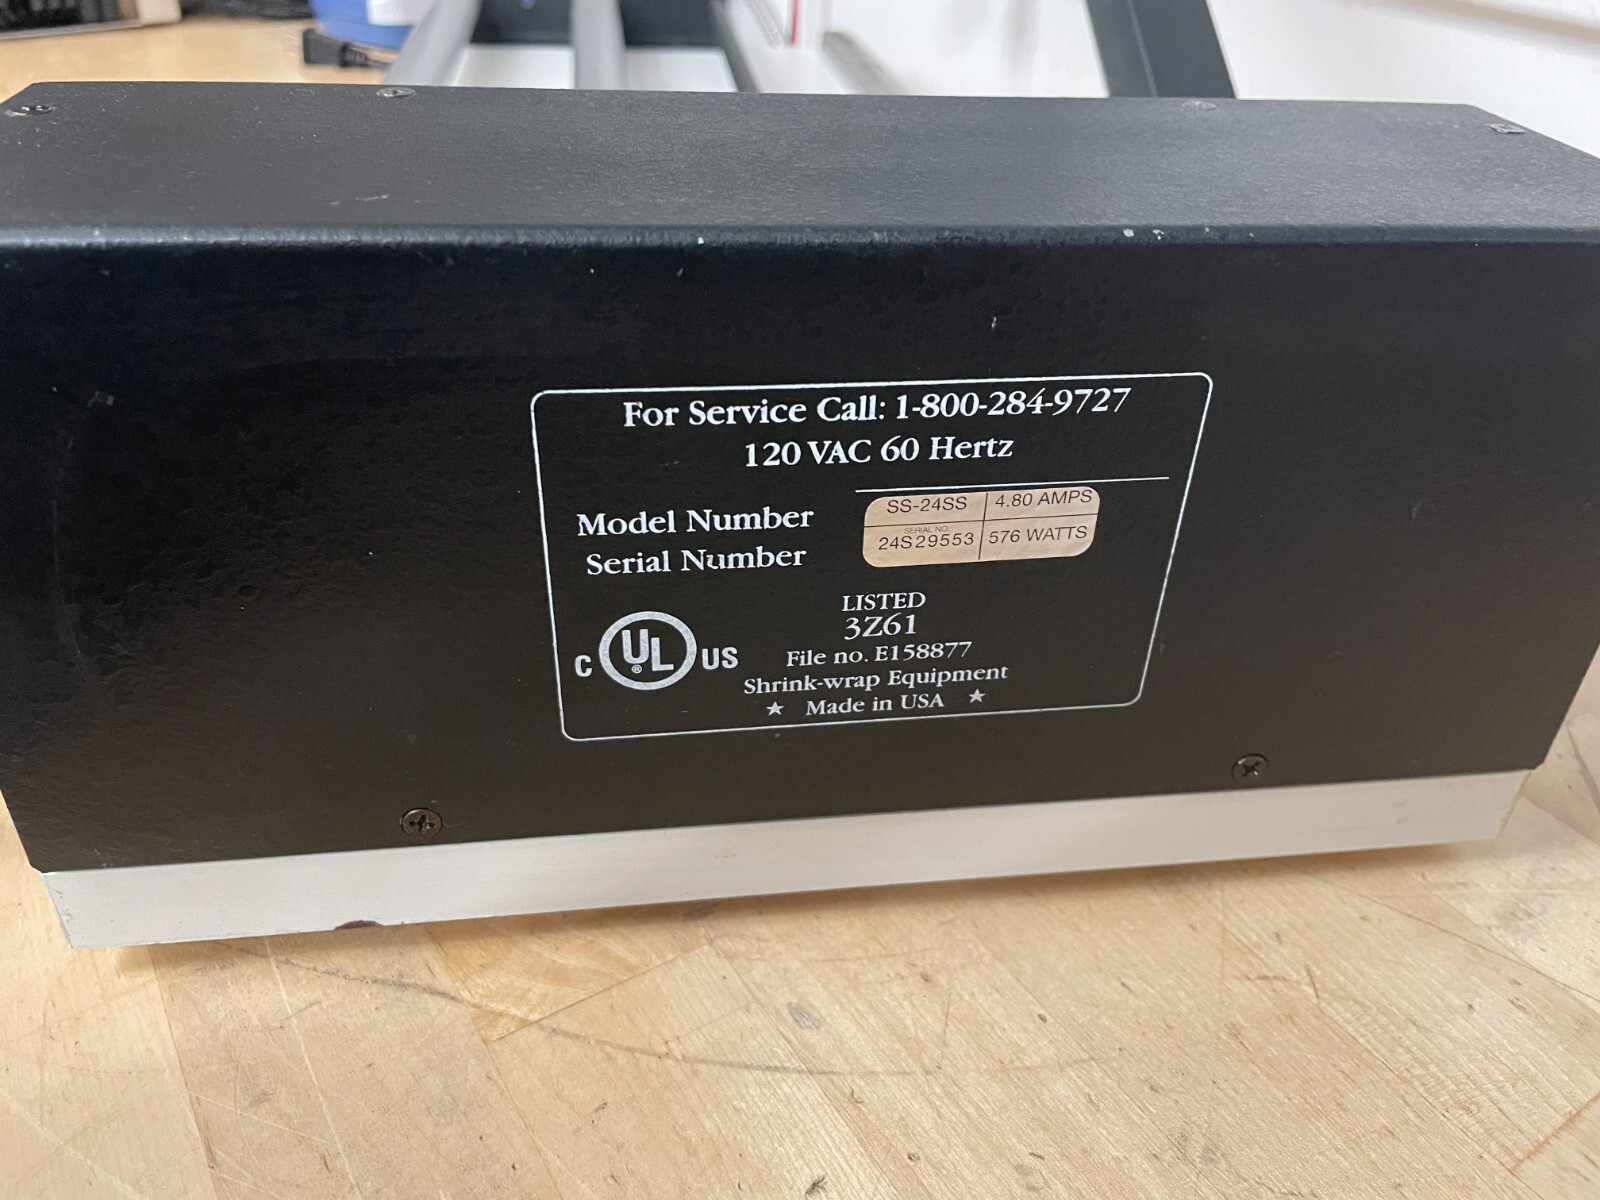 For Service Call: 1-800-284-9727
120 VAC 60 Hertz
Model Number
SS-24SS
4.80 AMPS
Serial Number
SERIAL NO.
24S29553
576 WATTS
LISTED
3Z61
C UL ® US
File no. E158877
Shrink-wrap Equipment
★ Made in USA ★